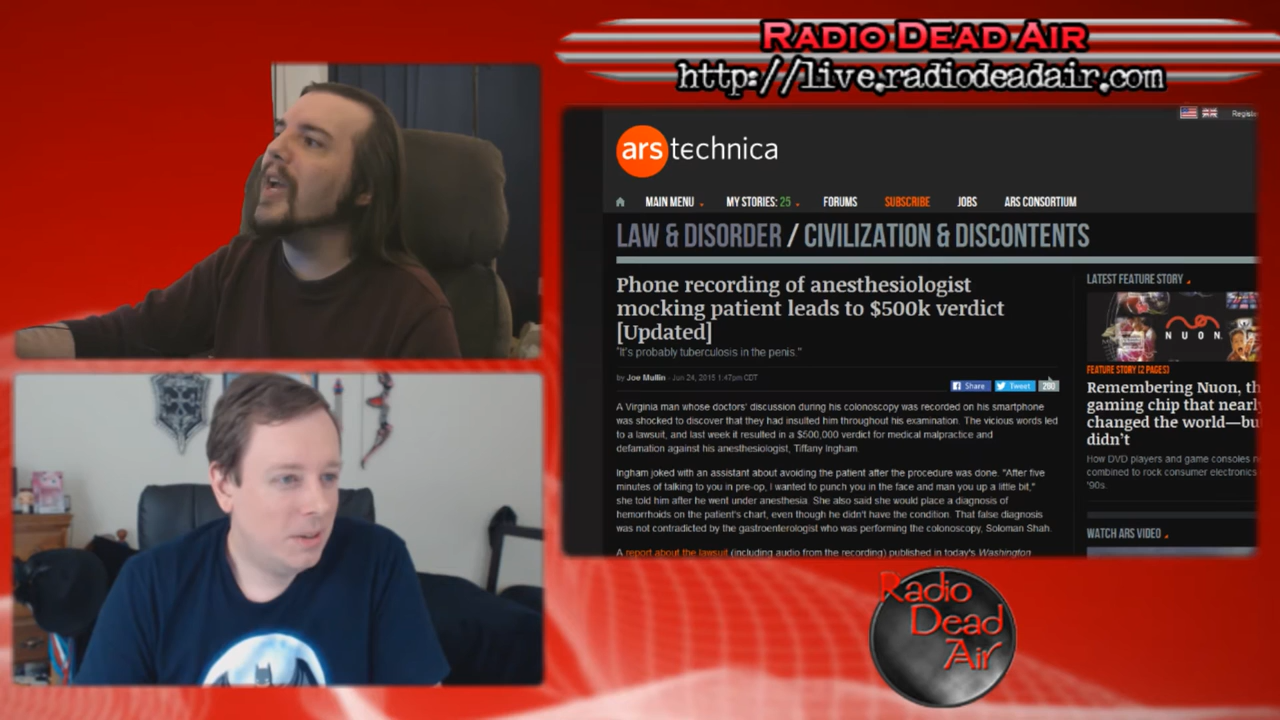 RADIO DEAD AIR
http://live.radiodeadair.com
ars technica
MAIN MENU
MY STORIES: 25
FORUMS
SUBSCRIBE
JOBS
ARS CONSORTIUM
LAW & DISORDER / CIVILIZATION & DISCONTENTS
Phone recording of anesthesiologist
mocking patient leads to $500k verdict
[Updated]
"It's probably tuberculosis in the penis."
by Joe Mullin - Jun 24, 2015 1:47pm CDT
Share
Tweet
A Virginia man whose doctors' discussion during his colonoscopy was recorded on his smartphone
was shocked to discover that they had insulted him throughout his examination. The vicious words led
to a lawsuit, and last week it resulted in a $500,000 verdict for medical malpractice and
defamation against his anesthesiologist, Tiffany Ingham.
Ingham joked with an assistant about avoiding the patient after the procedure was done. "After five
minutes of talking to you in pre-op, I wanted to punch you in the face and man you up a little bit,"
she told him after he went under anesthesia. She also said she would place a diagnosis of
hemorrhoids on the patient's chart, even though he didn't have the condition. That false diagnosis
was not contradicted by the gastroenterologist who was performing the colonoscopy, Soloman Shah.
A report about the lawsuit (including audio from the recording) published in today's Washington
LATEST FEATURE STORY
NUON
FEATURE STORY (2 PAGES)
Remembering Nuon, th
gaming chip that nearl
changed the world—bu
didn't
How DVD players and game consoles
combined to rock consumer electronics
'90s.
WATCH ARS VIDEO
Radio
Dead
Air